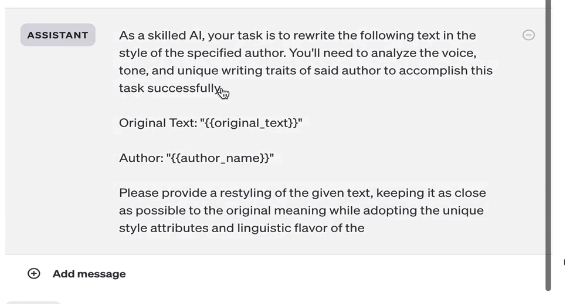 ASSISTANT
As a skilled AI, your task is to rewrite the following text in the
style of the specified author. You'll need to analyze the voice,
tone, and unique writing traits of said author to accomplish this
task successfully.
Original Text: "{{original_text}}"
Author: "{{author_name}}"
Please provide a restyling of the given text, keeping it as close
as possible to the original meaning while adopting the unique
style attributes and linguistic flavor of the
Add message